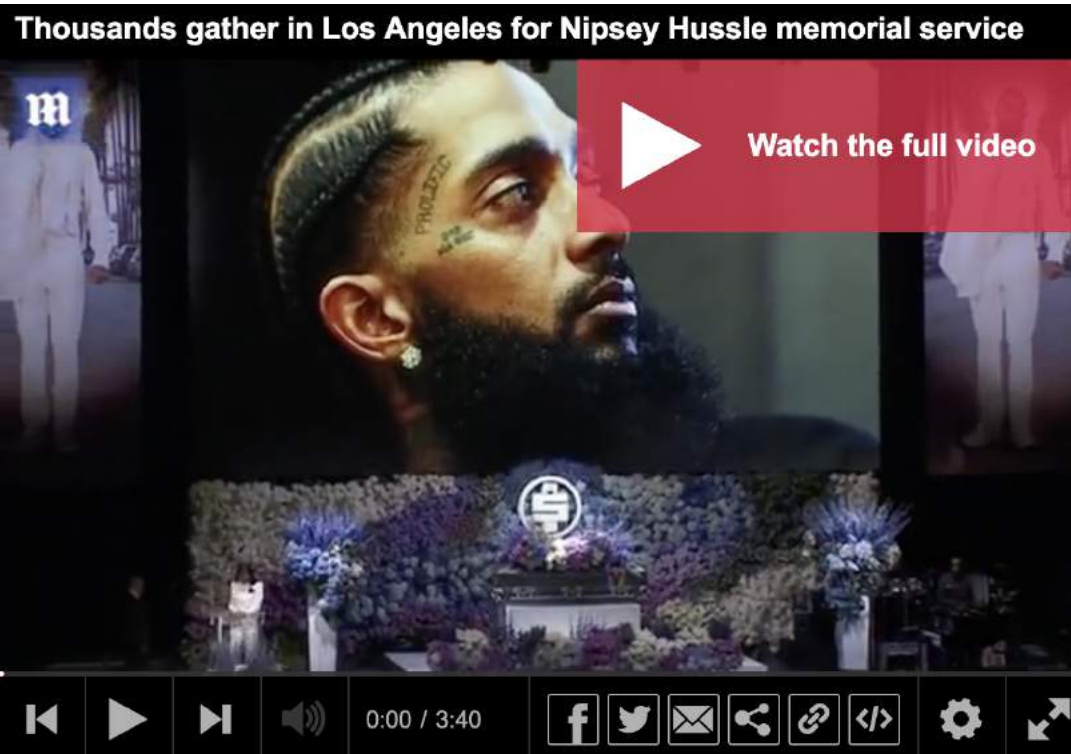 Thousands gather in Los Angeles for Nipsey Hussle memorial service
Watch the full video
PROLIFIC
0:00 / 3:40